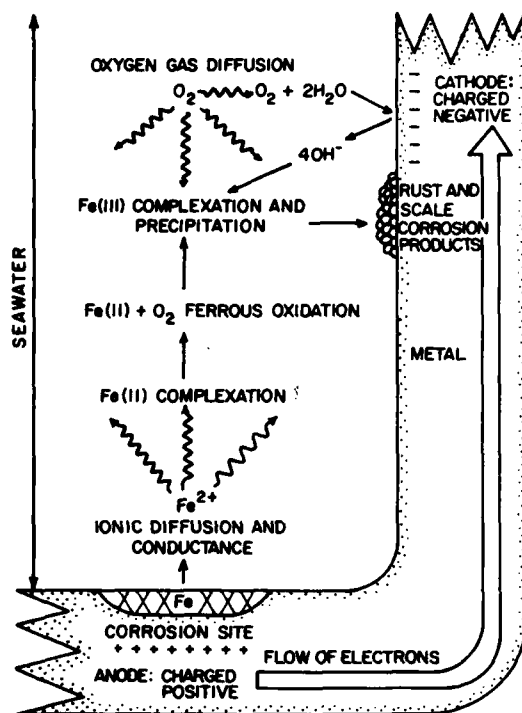 OXYGEN GAS DIFFUSION
O₂ O₂ + 2H₂O
4OH⁻
CATHODE:
CHARGED
NEGATIVE
Fe(III) COMPLEXATION AND
PRECIPITATION
RUST AND
SCALE
CORROSION
PRODUCTS
SEAWATER
Fe(II) + O₂ FERROUS OXIDATION
METAL
Fe(II) COMPLEXATION
Fe²⁺
IONIC DIFFUSION AND
CONDUCTANCE
Fe
CORROSION SITE
+ + + + + + + +
FLOW OF ELECTRONS
ANODE: CHARGED
POSITIVE